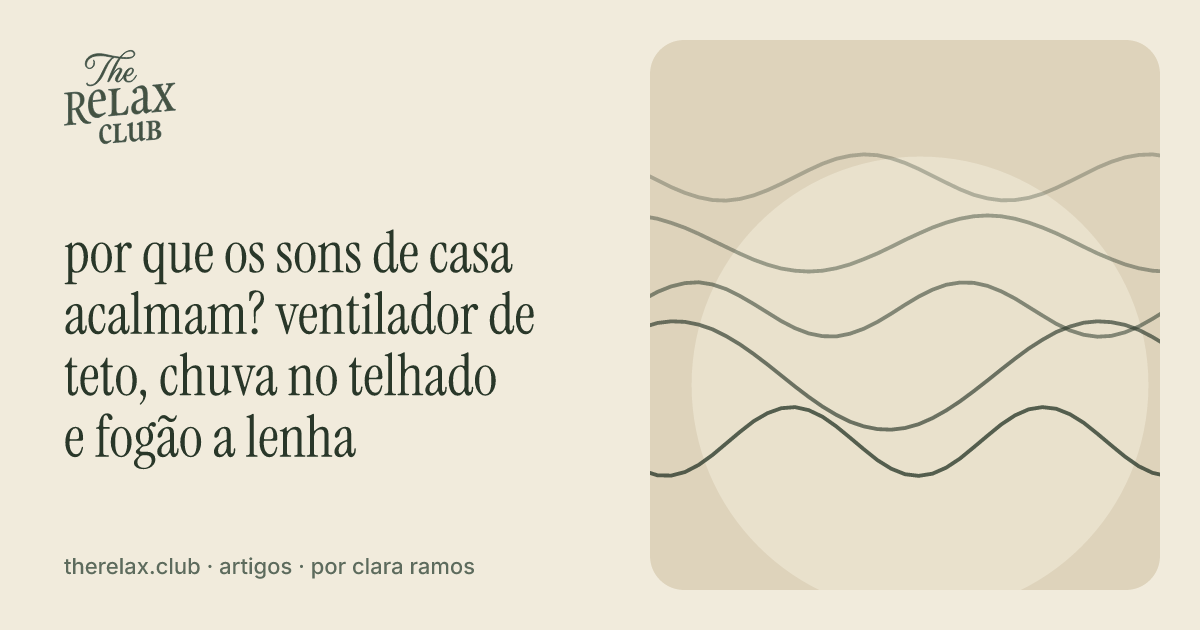 The
ReLax
CLUB
por que os sons de casa
acalmam? ventilador de
teto, chuva no telhado
e fogão a lenha
therelax.club · artigos · por clara ramos